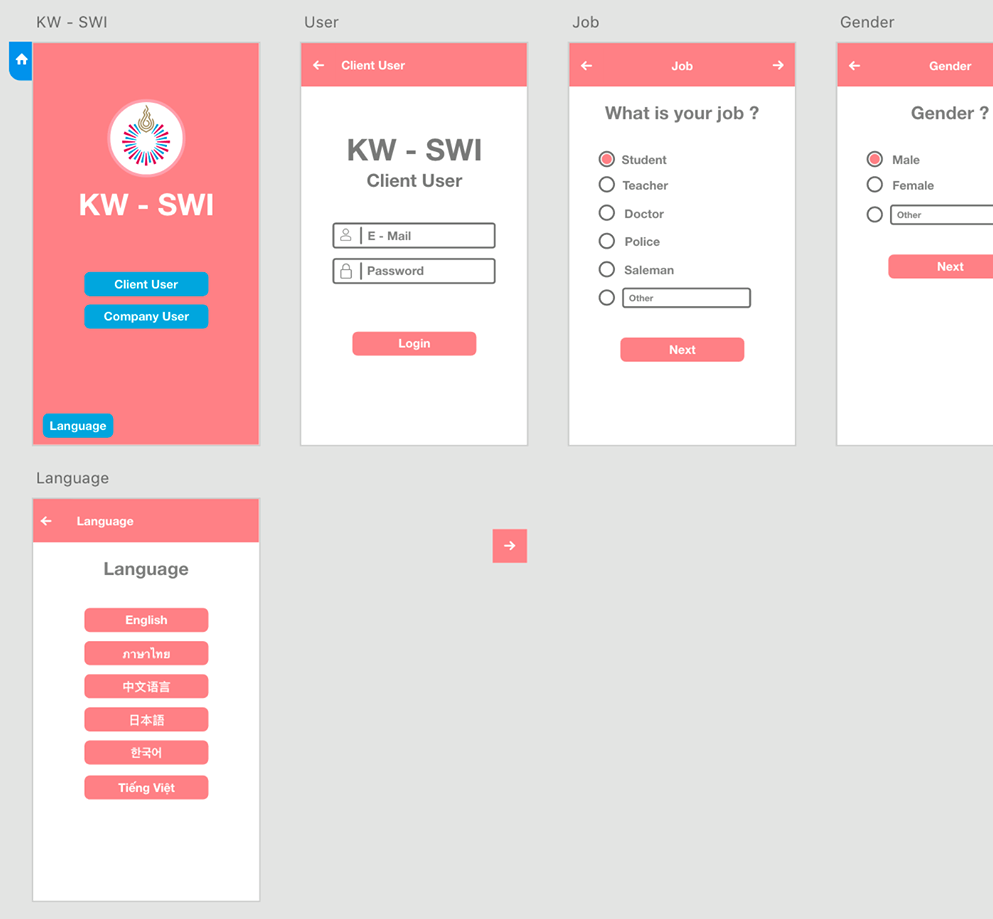 KW - SWI
User
Job
Gender
KW - SWI
Client User
Company User
Language
Client User
KW - SWI
Client User
E - Mail
Password
Login
Job
What is your job ?
Student
Teacher
Doctor
Police
Saleman
Other
Next
Gender
Gender ?
Male
Female
Other
Next
Language
Language
Language
English
ภาษาไทย
中文语言
日本語
한국어
Tiếng Việt